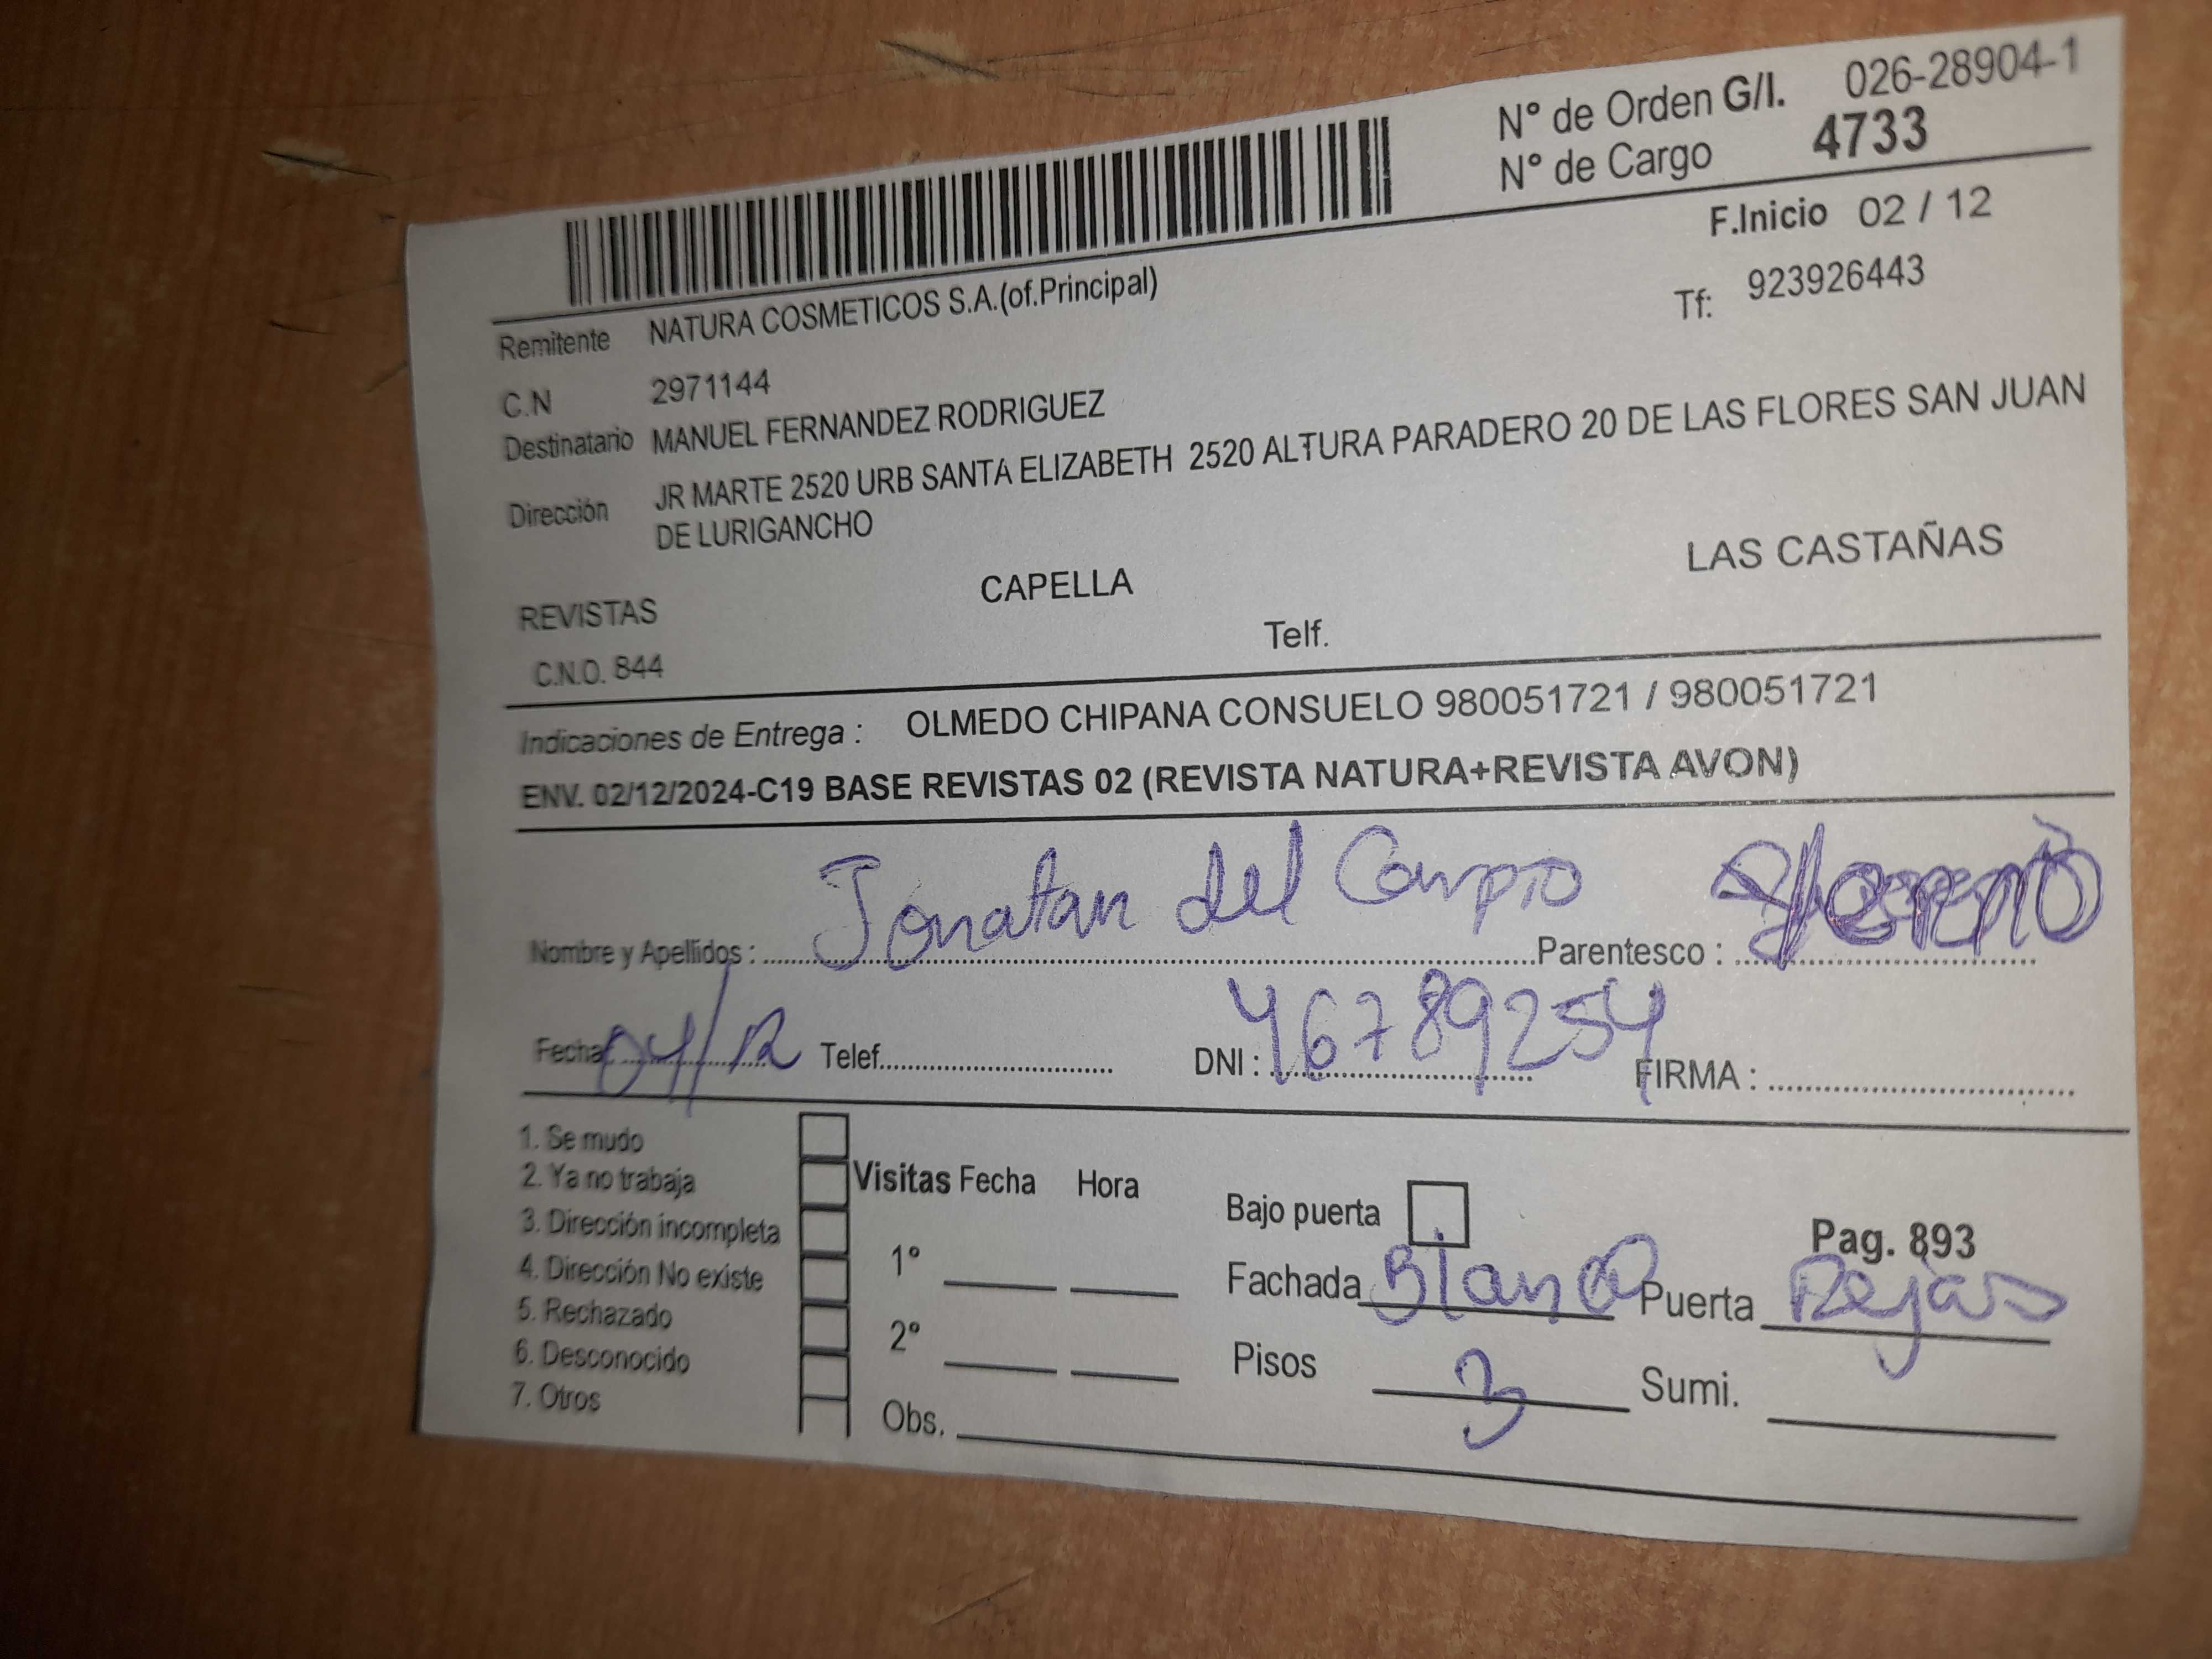 N° de Orden G/I. 026-28904-1
N° de Cargo 4733
F.Inicio 02 / 12
Remitente NATURA COSMETICOS S.A.(of.Principal)
Tf: 923926443
C.N 2971144
Destinatario MANUEL FERNANDEZ RODRIGUEZ
Dirección JR MARTE 2520 URB SANTA ELIZABETH 2520 ALTURA PARADERO 20 DE LAS FLORES SAN JUAN
DE LURIGANCHO
REVISTAS CAPELLA LAS CASTAÑAS
C.N.O. 844 Telf.
Indicaciones de Entrega : OLMEDO CHIPANA CONSUELO 980051721 / 980051721
ENV. 02/12/2024-C19 BASE REVISTAS 02 (REVISTA NATURA+REVISTA AVON)
Nombre y Apellidos : Jonatan del Carpio Parentesco :
Fecha: 04/12 Telef. DNI : 46789254 FIRMA :
1. Se mudo
2. Ya no trabaja
3. Dirección incompleta
4. Dirección No existe
5. Rechazado
6. Desconocido
7. Otros
Visitas Fecha Hora
1°
2°
Obs.
Bajo puerta
Pag. 893
Fachada Blanco Puerta Rejas
Pisos 3 Sumi.